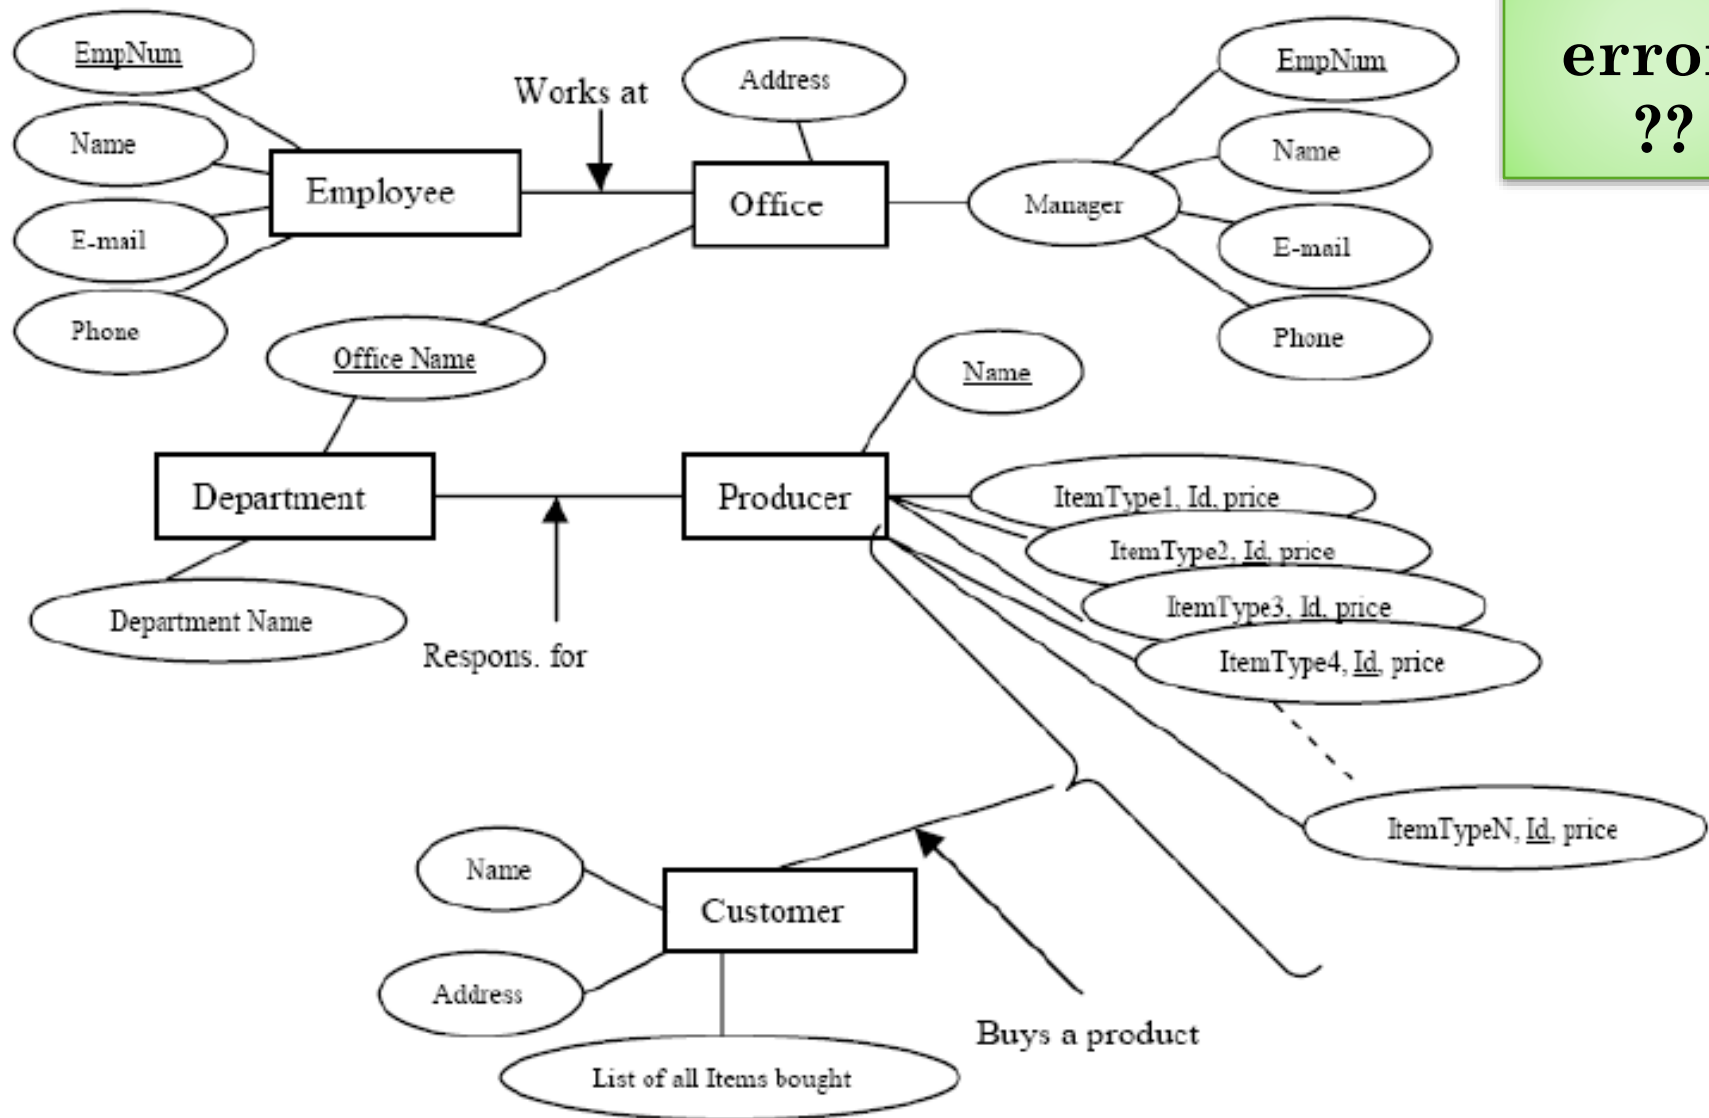 EmpNum
Name
E-mail
Phone
Employee
Works at
Address
Office
Manager
EmpNum
Name
E-mail
Phone
??
Office Name
Name
Department
Producer
Department Name
Respons. for
ItemType1, Id, price
ItemType2, Id, price
ItemType3, Id, price
ItemType4, Id, price
ItemTypeN, Id, price
Name
Customer
Address
Buys a product
List of all Items bought